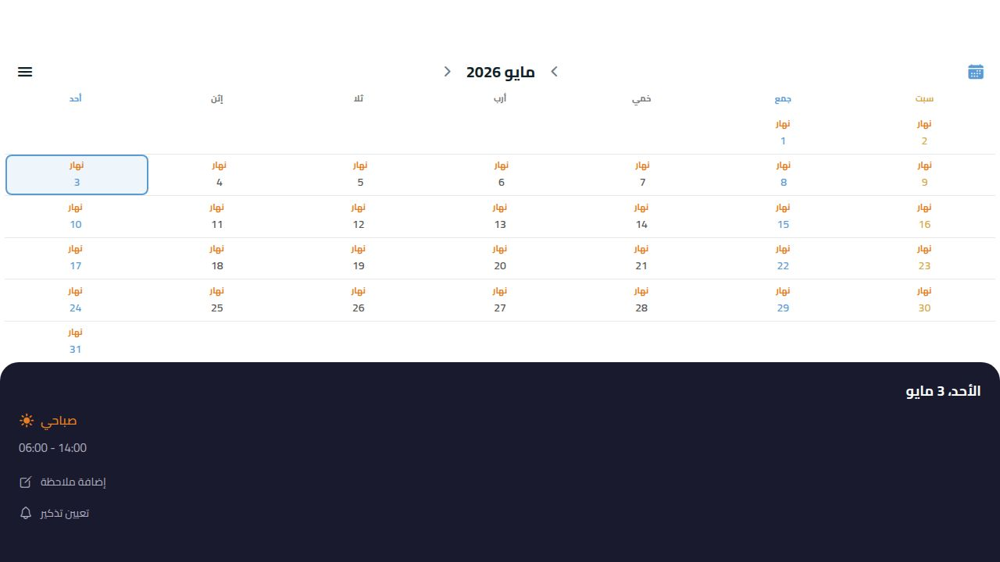 مايو 2026
أحد إثن ثلا أرب خمي جمع سبت
نهار نهار
1 2
نهار نهار نهار نهار نهار نهار نهار
3 4 5 6 7 8 9
نهار نهار نهار نهار نهار نهار نهار
10 11 12 13 14 15 16
نهار نهار نهار نهار نهار نهار نهار
17 18 19 20 21 22 23
نهار نهار نهار نهار نهار نهار نهار
24 25 26 27 28 29 30
نهار
31
الأحد، 3 مايو
صباحي
06:00 - 14:00
إضافة ملاحظة
تعيين تذكير